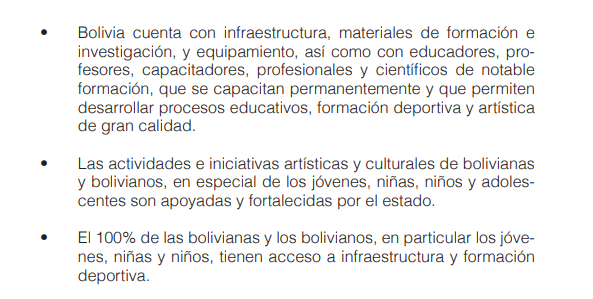 • Bolivia cuenta con infraestructura, materiales de formación e
investigación, y equipamiento, así como con educadores, pro-
fesores, capacitadores, profesionales y científicos de notable
formación, que se capacitan permanentemente y que permiten
desarrollar procesos educativos, formación deportiva y artística
de gran calidad.
• Las actividades e iniciativas artísticas y culturales de bolivianas
y bolivianos, en especial de los jóvenes, niñas, niños y adoles-
centes son apoyadas y fortalecidas por el estado.
• El 100% de las bolivianas y los bolivianos, en particular los jóve-
nes, niñas y niños, tienen acceso a infraestructura y formación
deportiva.